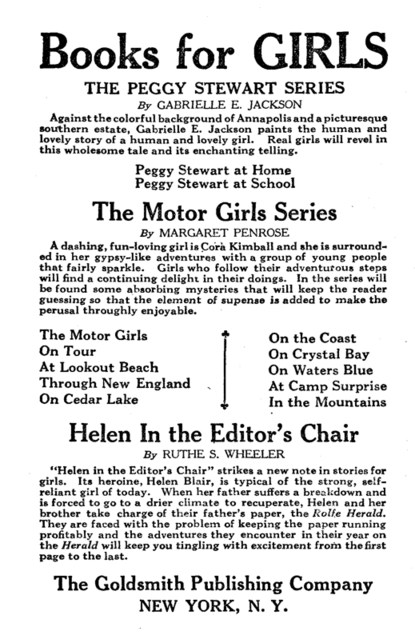 Books for GIRLS
THE PEGGY STEWART SERIES
By GABRIELLE E. JACKSON
Against the colorful background of Annapolis and a picturesque
southern estate, Gabrielle E. Jackson paints the human and
lovely story of a human and lovely girl. Real girls will revel in
this wholesome tale and its enchanting telling.
Peggy Stewart at Home
Peggy Stewart at School
The Motor Girls Series
By MARGARET PENROSE
A dashing, fun-loving girl is Cora Kimball and she is surround-
ed in her gypsy-like adventures with a group of young people
that fairly sparkle. Girls who follow their adventurous steps
will find a continuing delight in their doings. In the series will
be found some absorbing mysteries that will keep the reader
guessing so that the element of supense is added to make the
perusal throughly enjoyable.
The Motor Girls
On Tour
At Lookout Beach
Through New England
On Cedar Lake
On the Coast
On Crystal Bay
On Waters Blue
At Camp Surprise
In the Mountains
Helen In the Editor's Chair
By RUTHE S. WHEELER
"Helen in the Editor's Chair" strikes a new note in stories for
girls. Its heroine, Helen Blair, is typical of the strong, self-
reliant girl of today. When her father suffers a breakdown and
is forced to go to a drier climate to recuperate, Helen and her
brother take charge of their father's paper, the Rolfe Herald.
They are faced with the problem of keeping the paper running
profitably and the adventures they encounter in their year on
the Herald will keep you tingling with excitement from the first
page to the last.
The Goldsmith Publishing Company
NEW YORK, N. Y.